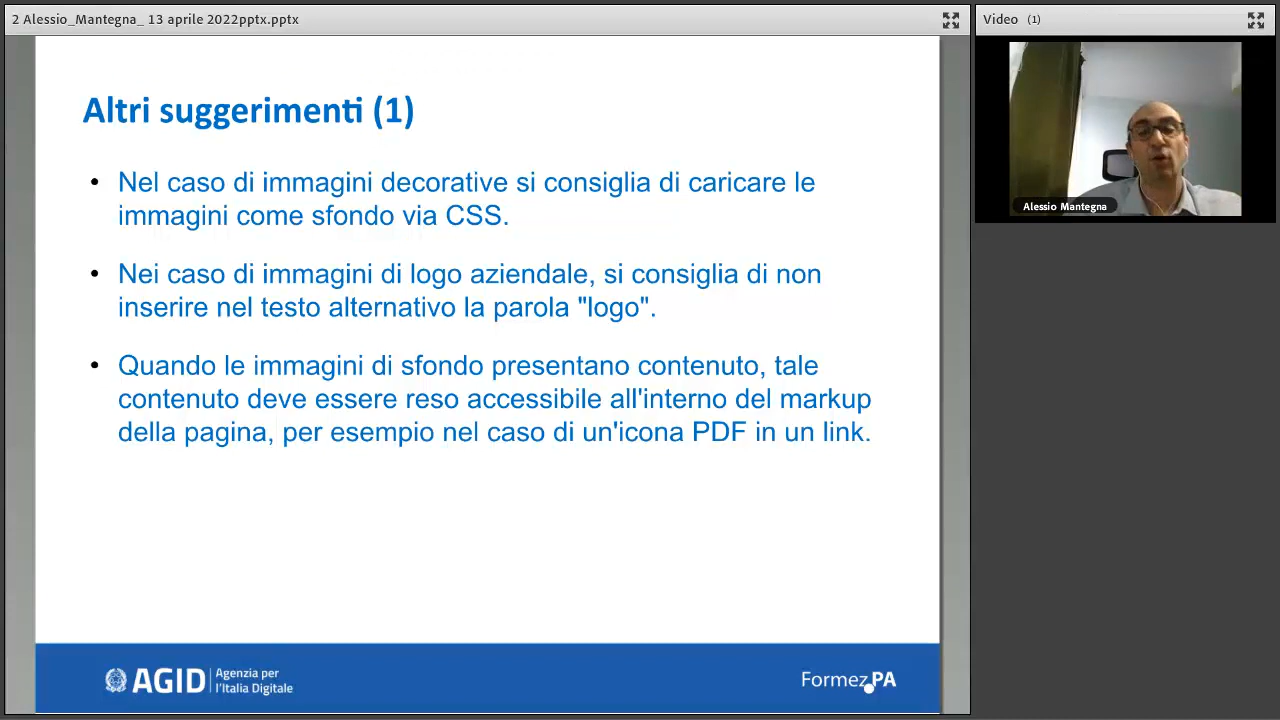 2 Alessio_Mantegna_ 13 aprile 2022pptx.pptx
Video (1)
Alessio Mantegna
Altri suggerimenti (1)
• Nel caso di immagini decorative si consiglia di caricare le
immagini come sfondo via CSS.
• Nei caso di immagini di logo aziendale, si consiglia di non
inserire nel testo alternativo la parola "logo".
• Quando le immagini di sfondo presentano contenuto, tale
contenuto deve essere reso accessibile all'interno del markup
della pagina, per esempio nel caso di un'icona PDF in un link.
AGID
Agenzia per
l'Italia Digitale
Formez PA